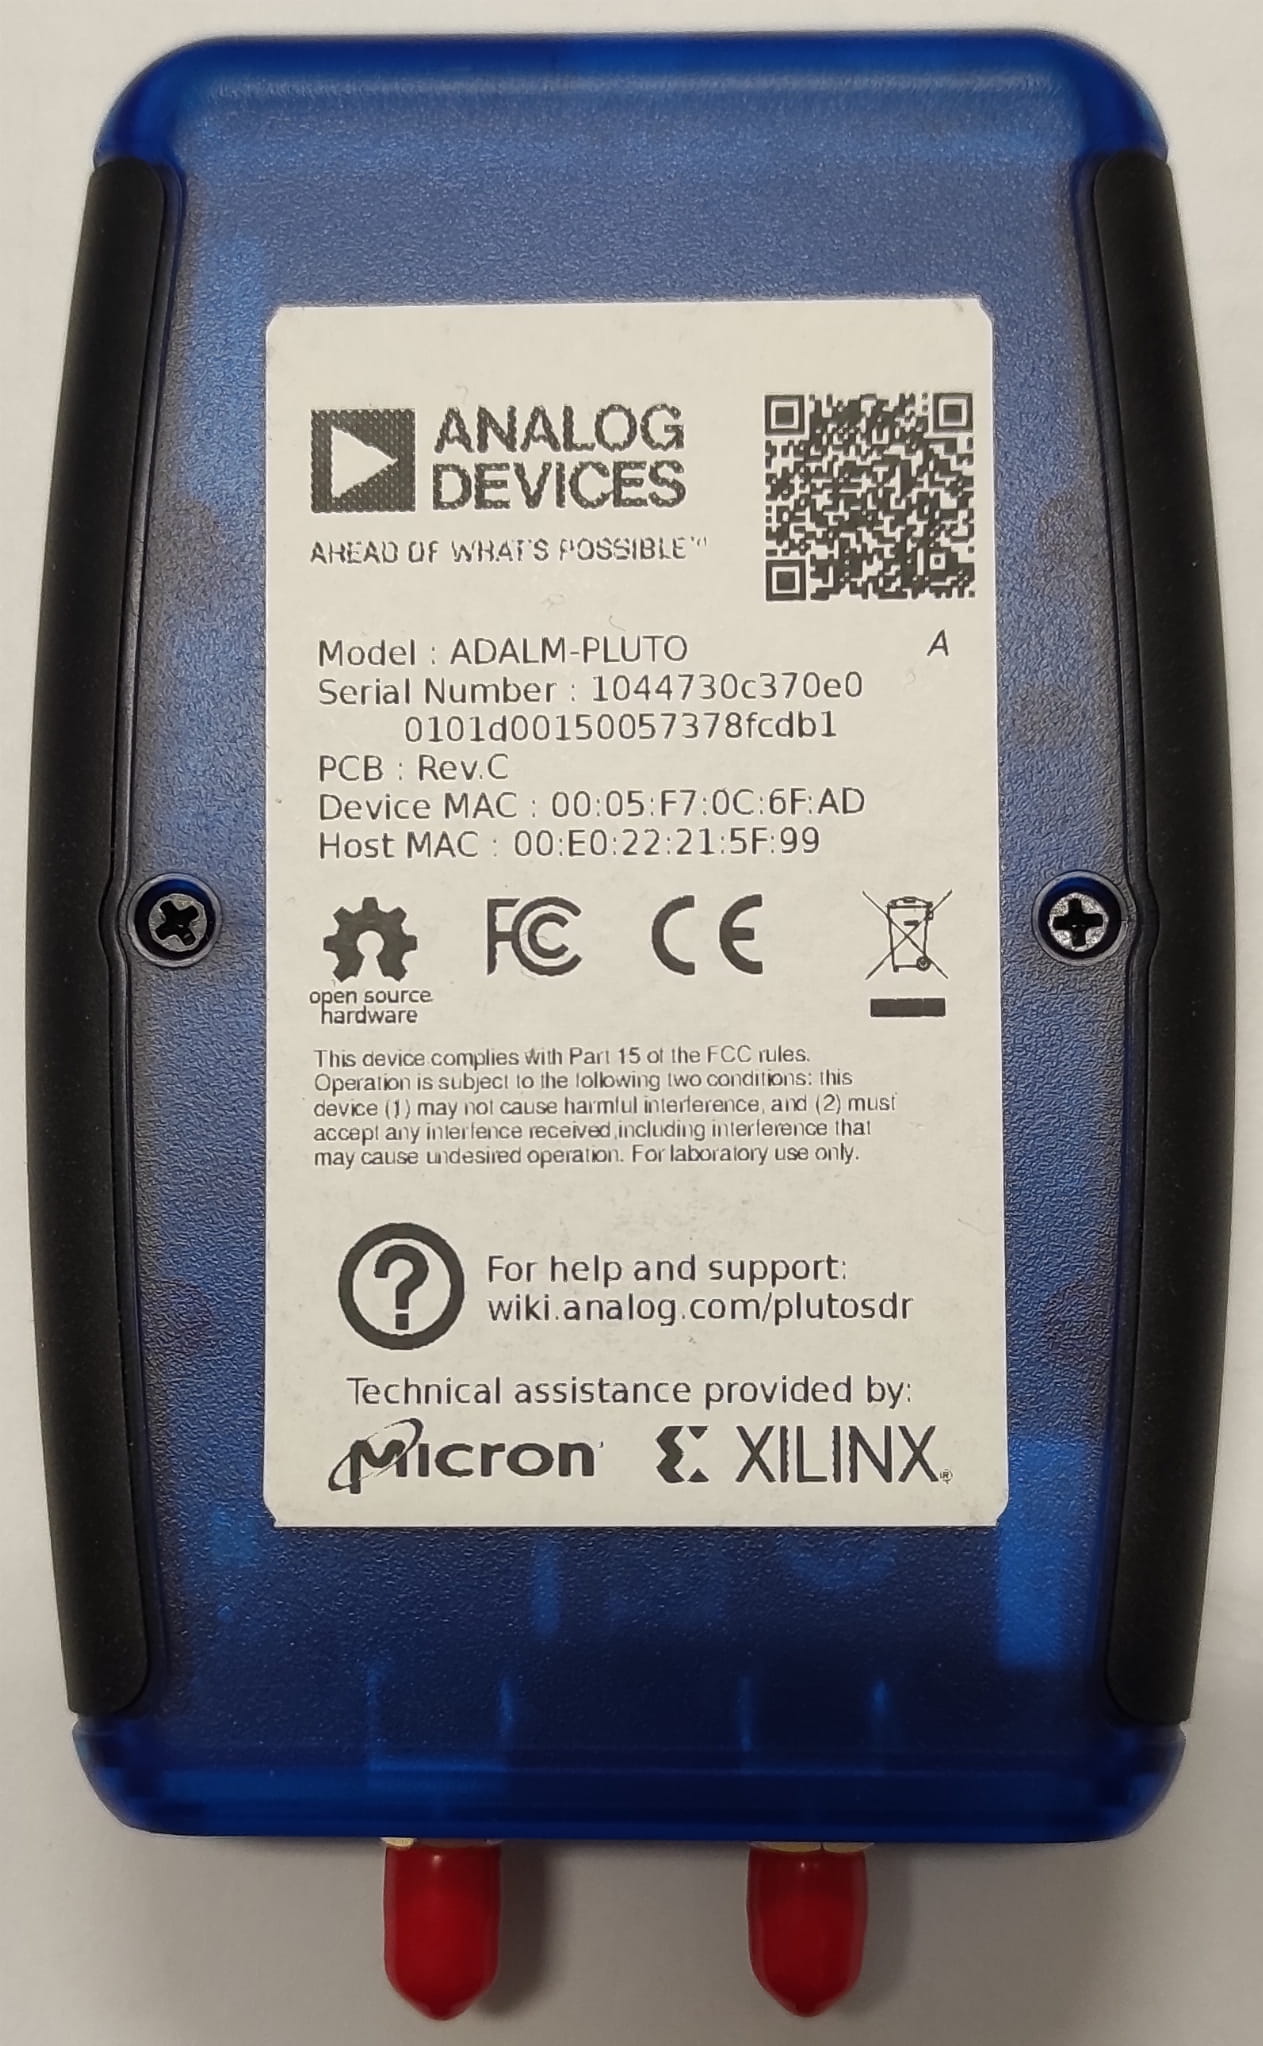 ANALOG
DEVICES
AHEAD OF WHAT'S POSSIBLE™
Model : ADALM-PLUTO A
Serial Number : 1044730c370e0
0101d00150057378fcdb1
PCB : Rev.C
Device MAC : 00:05:F7:0C:6F:AD
Host MAC : 00:E0:22:21:5F:99
open source
hardware
FC
CE
This device complies with Part 15 of the FCC rules.
Operation is subject to the following two conditions: this
device (1) may not cause harmful interference, and (2) must
accept any interfence received,including interference that
may cause undesired operation. For laboratory use only.
?
For help and support:
wiki.analog.com/plutosdr
Technical assistance provided by:
Micron XILINX®